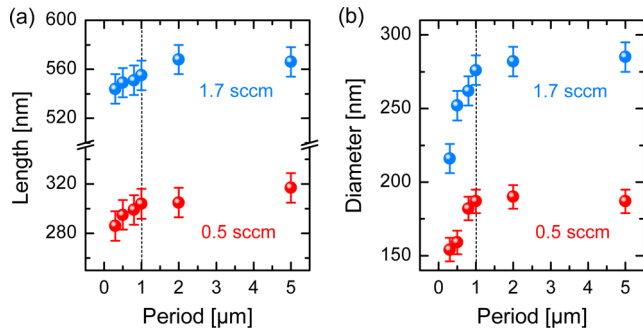 (a)
(b)
600
560
540
320
280
Length [nm]
1.7 sccm
0.5 sccm
0 1 2 3 4 5
Period [µm]
300
250
200
150
Diameter [nm]
1.7 sccm
0.5 sccm
0 1 2 3 4 5
Period [µm]